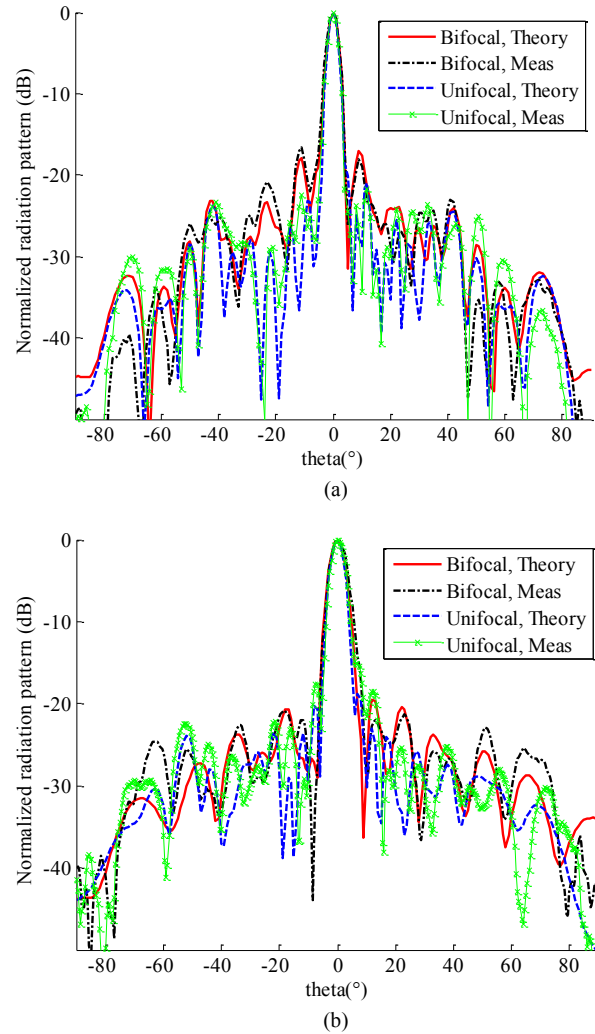 Normalized radiation pattern (dB)
0
-10
-20
-30
-40
Bifocal, Theory
Bifocal, Meas
Unifocal, Theory
Unifocal, Meas
-80 -60 -40 -20 0 20 40 60 80
theta(°)
(a)
Normalized radiation pattern (dB)
0
-10
-20
-30
-40
Bifocal, Theory
Bifocal, Meas
Unifocal, Theory
Unifocal, Meas
-80 -60 -40 -20 0 20 40 60 80
theta(°)
(b)